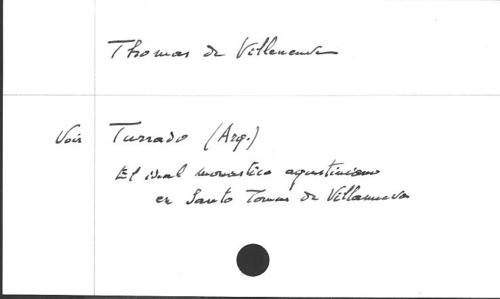 Thomas de Villeneuve
Voir Turrado (Arg.)
El ideal monastico agustiniano
en Santo Tomas de Villanueva